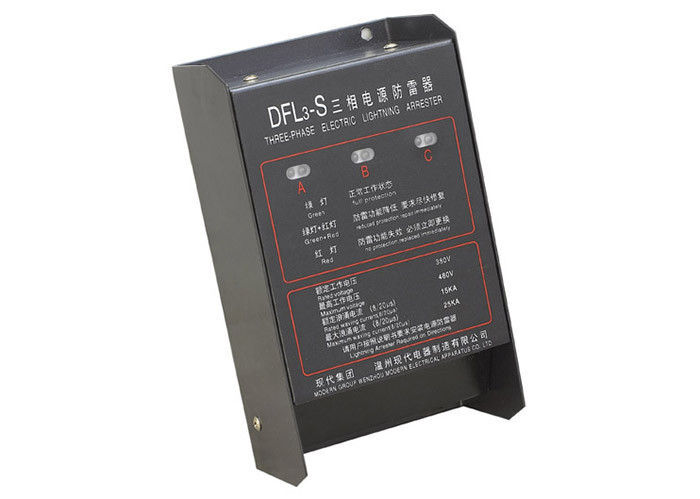 DFL3-S 三相电源防雷器
THREE-PHASE ELECTRIC LIGHTNING ARRESTER
A B C
绿 灯 正常工作状态
Green full protection
绿灯+红灯 防雷功能降低 要求尽快修复
Green+Red refuced protection repair immediately
红 灯 防雷功能失效 必须立即更换
Red no protection replaced immediately
额定工作电压 380V
Rated voltage
最高工作电压 460V
Maximum voltage
额定浪涌电流 (8/20μs) 15KA
Rated waving current(8/20μs)
最大浪涌电流 (8/20μs) 25KA
Maximum waving current(8/20μs)
请用户按照说明书要求安装电源防雷器
Lightning Arrester Required on Directions
现代集团 温州现代电器制造有限公司
MODERN GROUP WENZHOU MODERN ELECTRICAL APPARATUS CO. LTD